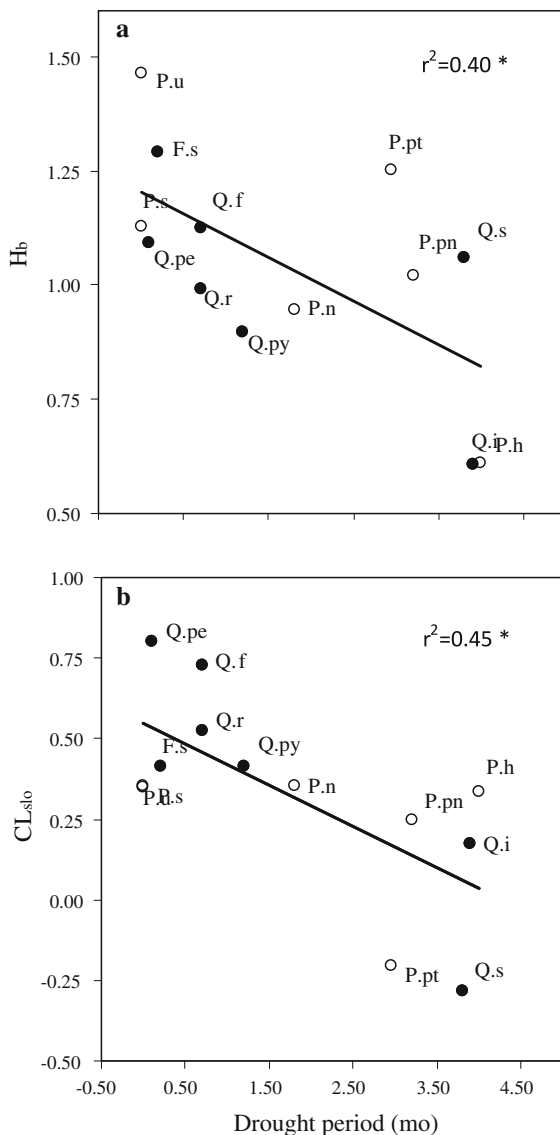 a
r²=0.40 *
1.50
P.u
F.s
P.pt
1.25
P.s
Q.f
Q.s
P.pn
Q.pe
H_b
1.00
Q.r
P.n
Q.py
0.75
Q.i
P.h
0.50
1.00
b
Q.pe
r²=0.45 *
0.75
Q.f
Q.r
0.50
F.s
Q.py
P.h
P.u
P.s
P.n
P.pn
CL_slo
0.25
Q.i
0.00
P.pt
Q.s
-0.25
-0.50
-0.50 0.50 1.50 2.50 3.50 4.50
Drought period (mo)